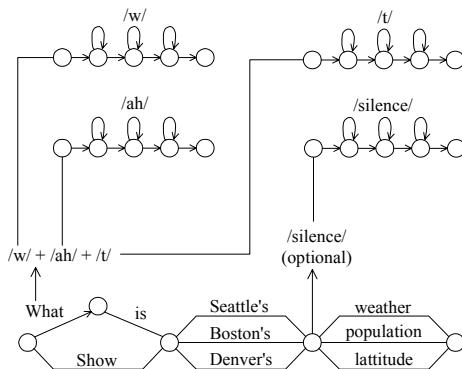 /w/
/t/
/ah/
/silence/
/w/ + /ah/ + /t/
/silence/
(optional)
What
is
Show
Seattle's
Boston's
Denver's
weather
population
lattitude